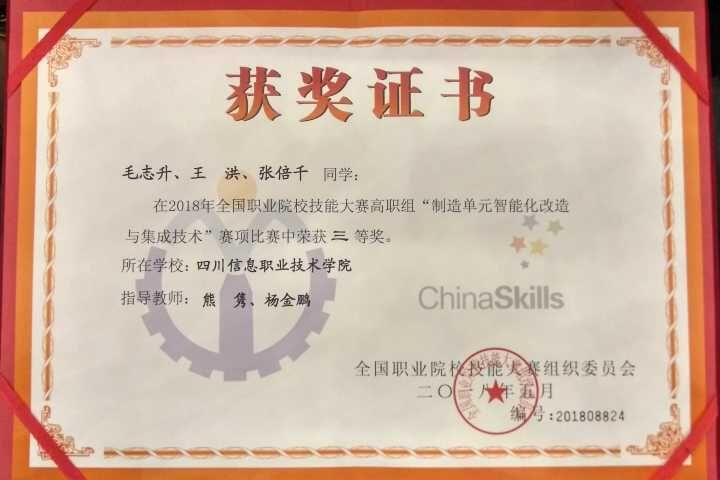 获奖证书
毛志升、王 洪、张倍千 同学：
在2018年全国职业院校技能大赛高职组“制造单元智能化改造
与集成技术”赛项比赛中荣获 三 等奖。
所在学校：四川信息职业技术学院
指导教师： 熊 隽、杨金鹏
ChinaSkills
全国职业院校技能大赛组织委员会
二〇一八年五月
编号:201808824